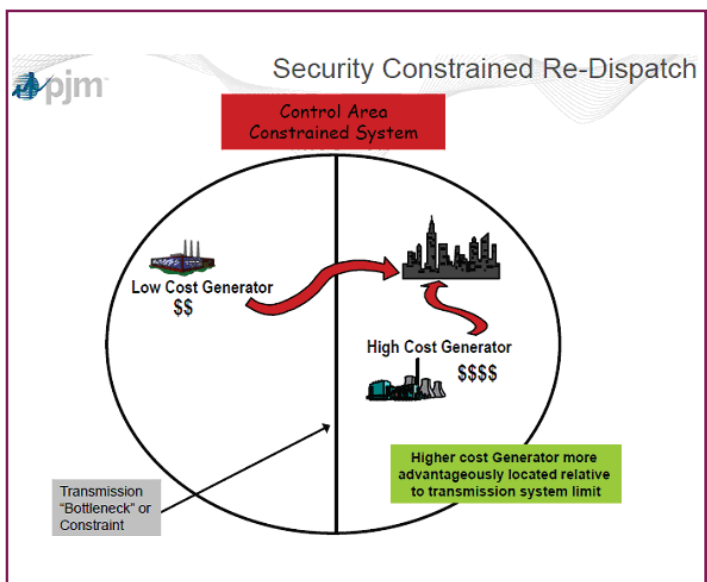 Security Constrained Re-Dispatch
pjm
Control Area
Constrained System
Low Cost Generator
$$
High Cost Generator
$$$$
Higher cost Generator more
advantageously located relative
to transmission system limit
Transmission
“Bottleneck” or
Constraint